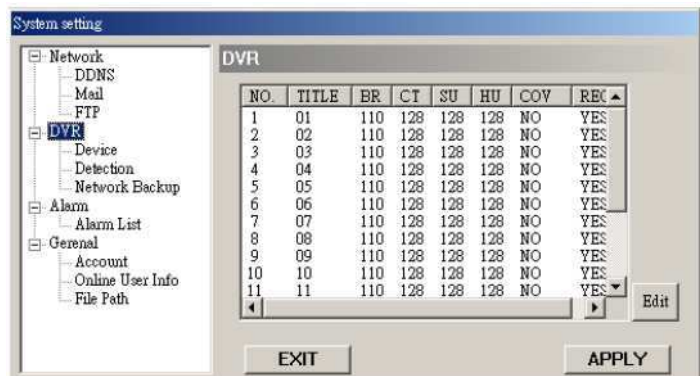 System setting
Network
DDNS
Mail
FTP
DVR
Device
Detection
Network Backup
Alarm
Alarm List
Gerenal
Account
Online User Info
File Path
DVR
NO. TITLE BR CT SU HU COV REC
1 01 110 128 128 128 NO YES
2 02 110 128 128 128 NO YES
3 03 110 128 128 128 NO YES
4 04 110 128 128 128 NO YES
5 05 110 128 128 128 NO YES
6 06 110 128 128 128 NO YES
7 07 110 128 128 128 NO YES
8 08 110 128 128 128 NO YES
9 09 110 128 128 128 NO YES
10 10 110 128 128 128 NO YES
11 11 110 128 128 128 NO YES
Edit
EXIT APPLY